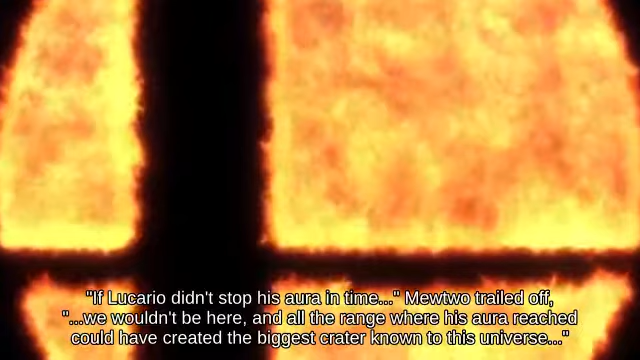 "If Lucario didn't stop his aura in time..." Mewtwo trailed off,
"...we wouldn't be here, and all the range where his aura reached
could have created the biggest crater known to this universe..."